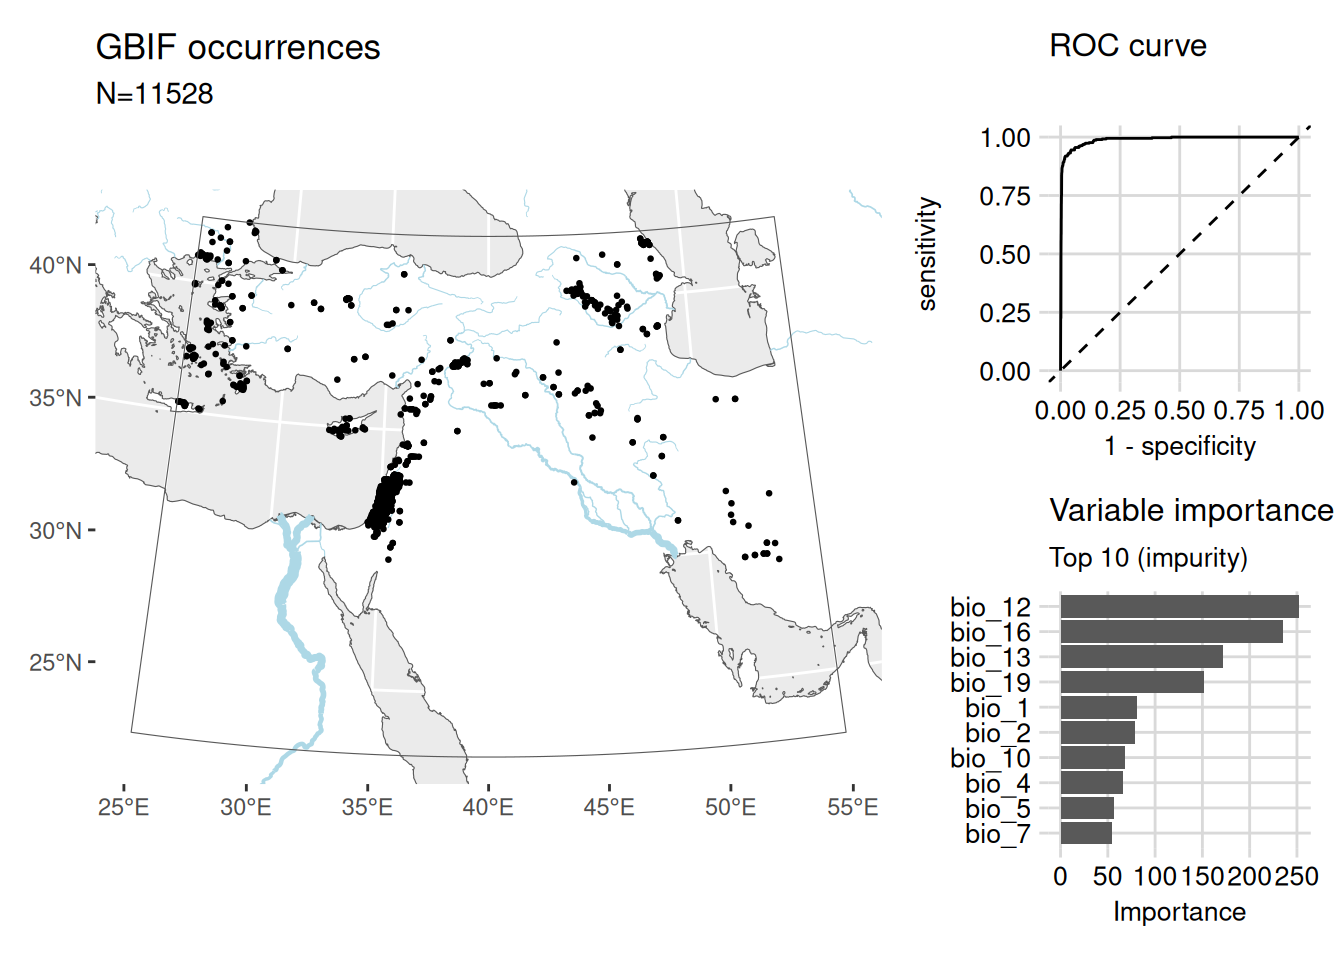 GBIF occurrences
N=11528
40°N
35°N
30°N
25°N
25°E 30°E 35°E 40°E 45°E 50°E 55°E
ROC curve
sensitivity
1.00
0.75
0.50
0.25
0.00
0.00 0.25 0.50 0.75 1.00
1 - specificity
Variable importance
Top 10 (impurity)
bio_12
bio_16
bio_13
bio_19
bio_1
bio_2
bio_10
bio_4
bio_5
bio_7
0 50 100 150 200 250
Importance